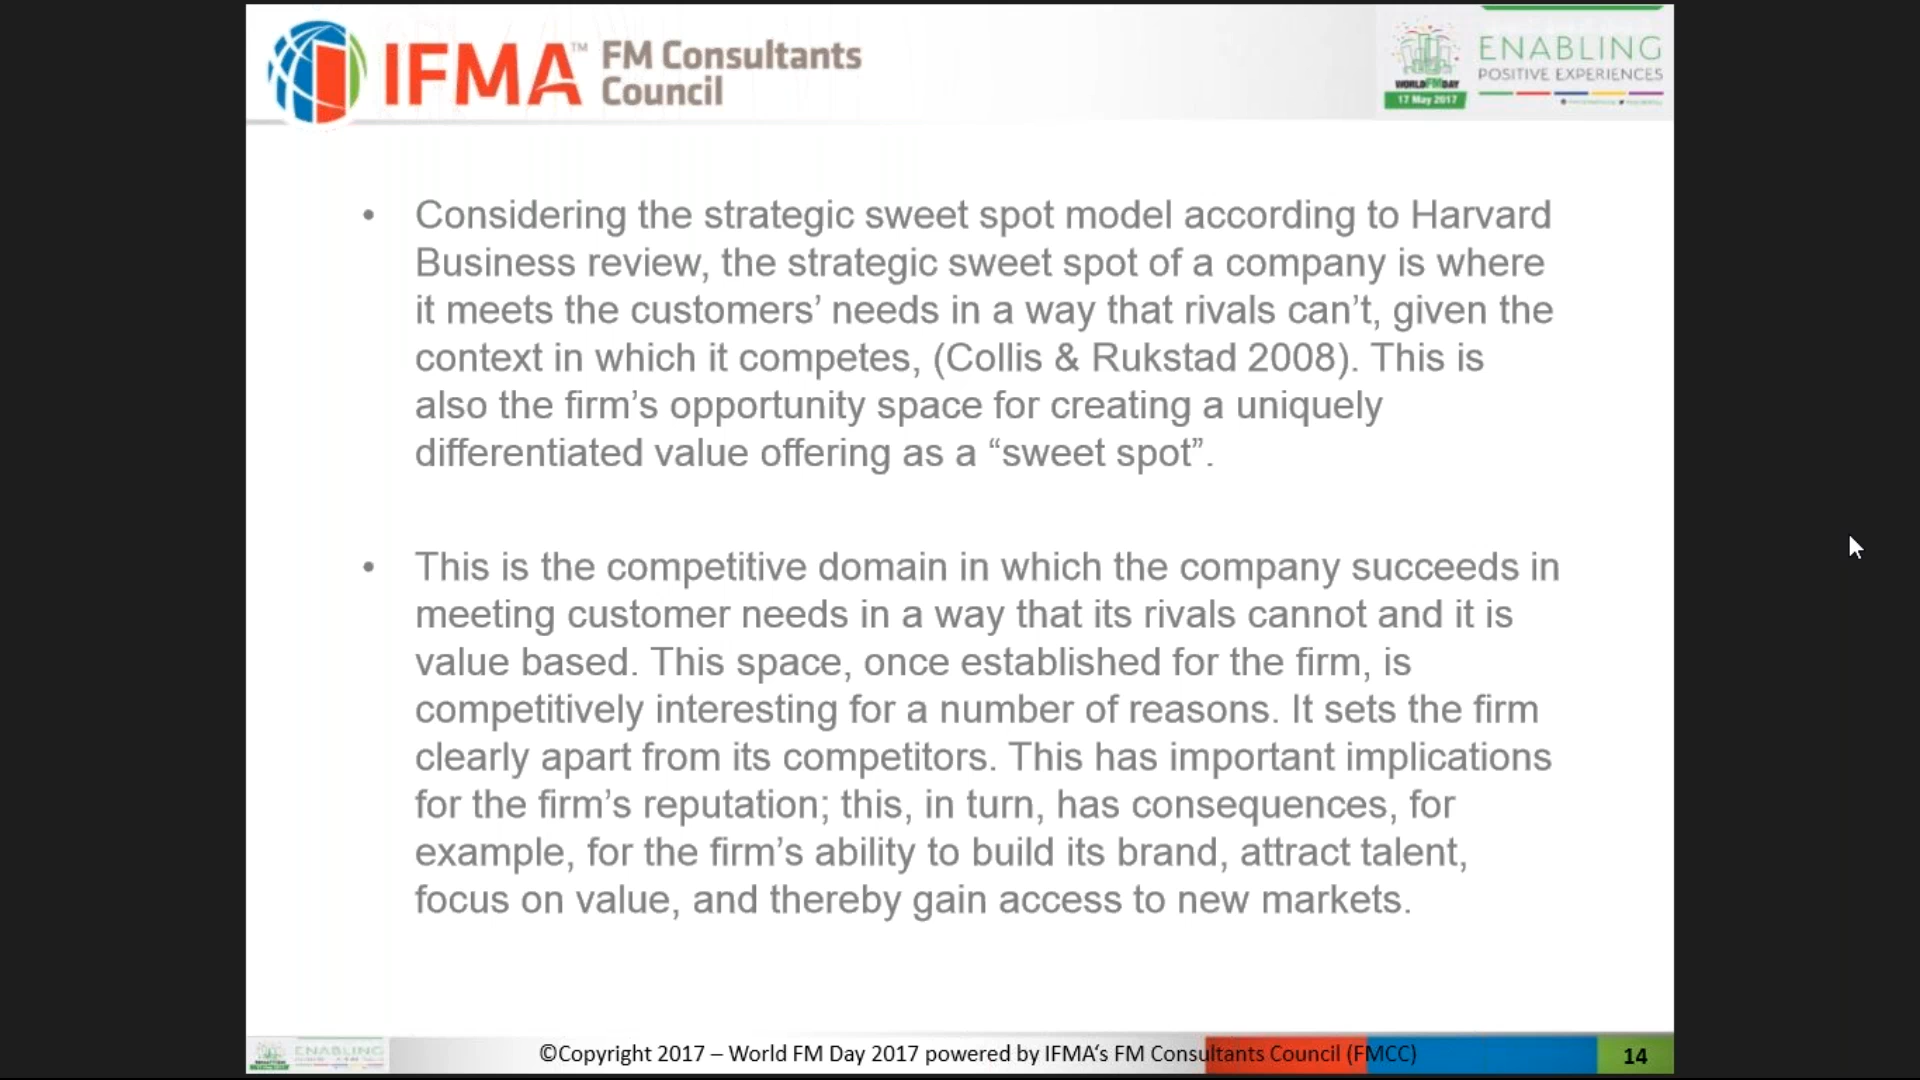 IFMA™ FM Consultants
Council
WORLD FM DAY
17 May 2017
ENABLING
POSITIVE EXPERIENCES
• Considering the strategic sweet spot model according to Harvard
Business review, the strategic sweet spot of a company is where
it meets the customers’ needs in a way that rivals can’t, given the
context in which it competes, (Collis & Rukstad 2008). This is
also the firm’s opportunity space for creating a uniquely
differentiated value offering as a “sweet spot”.
• This is the competitive domain in which the company succeeds in
meeting customer needs in a way that its rivals cannot and it is
value based. This space, once established for the firm, is
competitively interesting for a number of reasons. It sets the firm
clearly apart from its competitors. This has important implications
for the firm’s reputation; this, in turn, has consequences, for
example, for the firm’s ability to build its brand, attract talent,
focus on value, and thereby gain access to new markets.
ENABLING
©Copyright 2017 – World FM Day 2017 powered by IFMA‘s FM Consultants Council (FMCC)
14